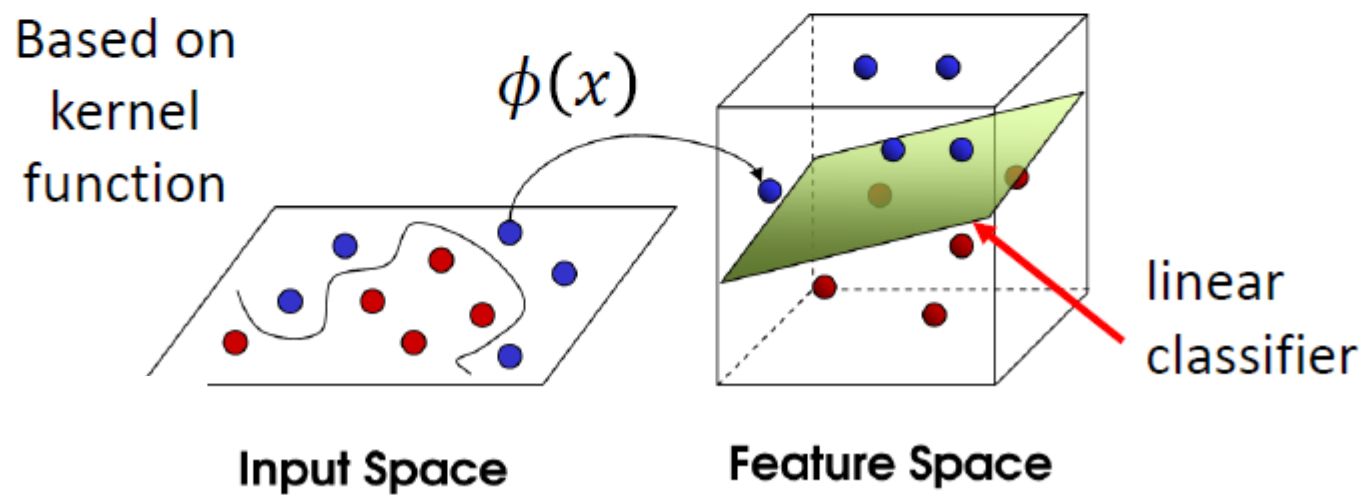 Based on
kernel
function
𝜙(𝑥)
linear
classifier
Input Space
Feature Space